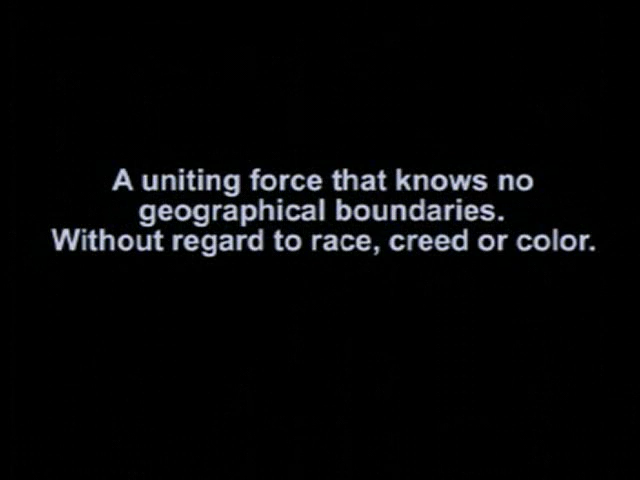 A uniting force that knows no
geographical boundaries.
Without regard to race, creed or color.